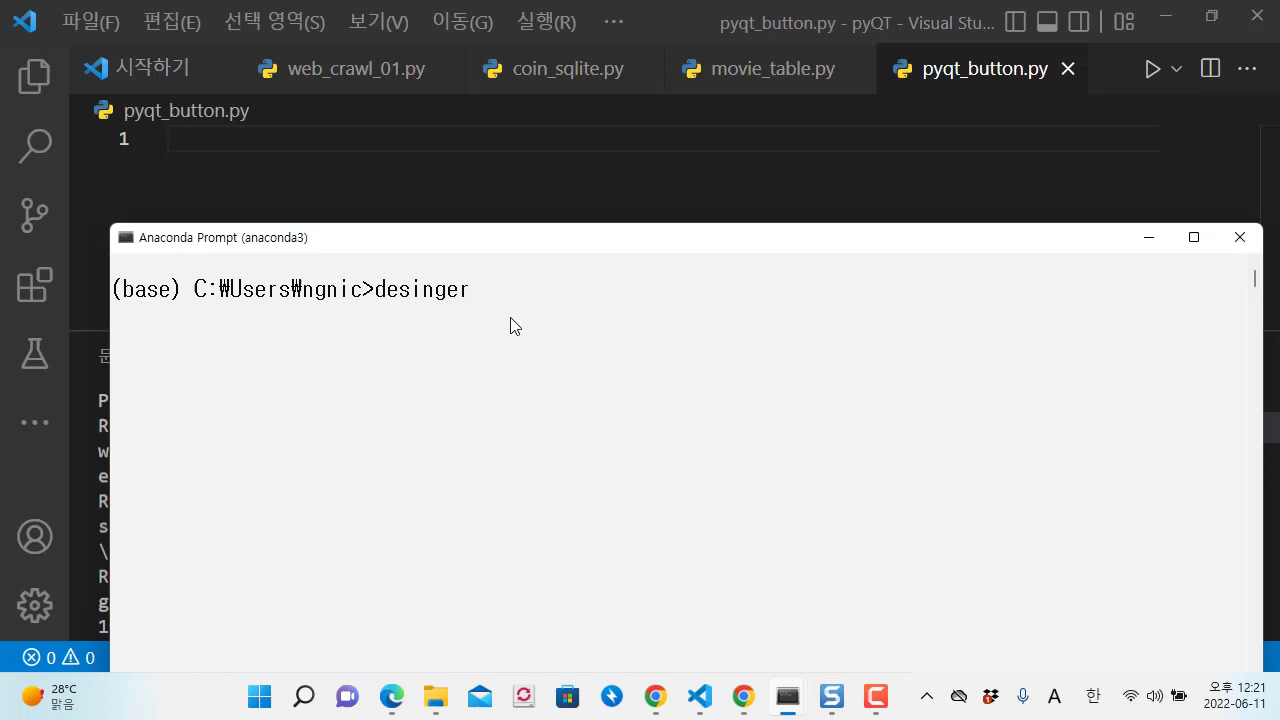 파일(F) 편집(E) 선택 영역(S) 보기(V) 이동(G) 실행(R) ··· pyqt_button.py - pyQT - Visual Stu...
시작하기 web_crawl_01.py coin_sqlite.py movie_table.py pyqt_button.py
pyqt_button.py
1
Anaconda Prompt (anaconda3)
(base) C:₩Users₩ngnic>desinger
P
R
w
e
R
s
\
R
g
1
0 0
28°C
맑음
A 한
오후 12:21
2022-06-11